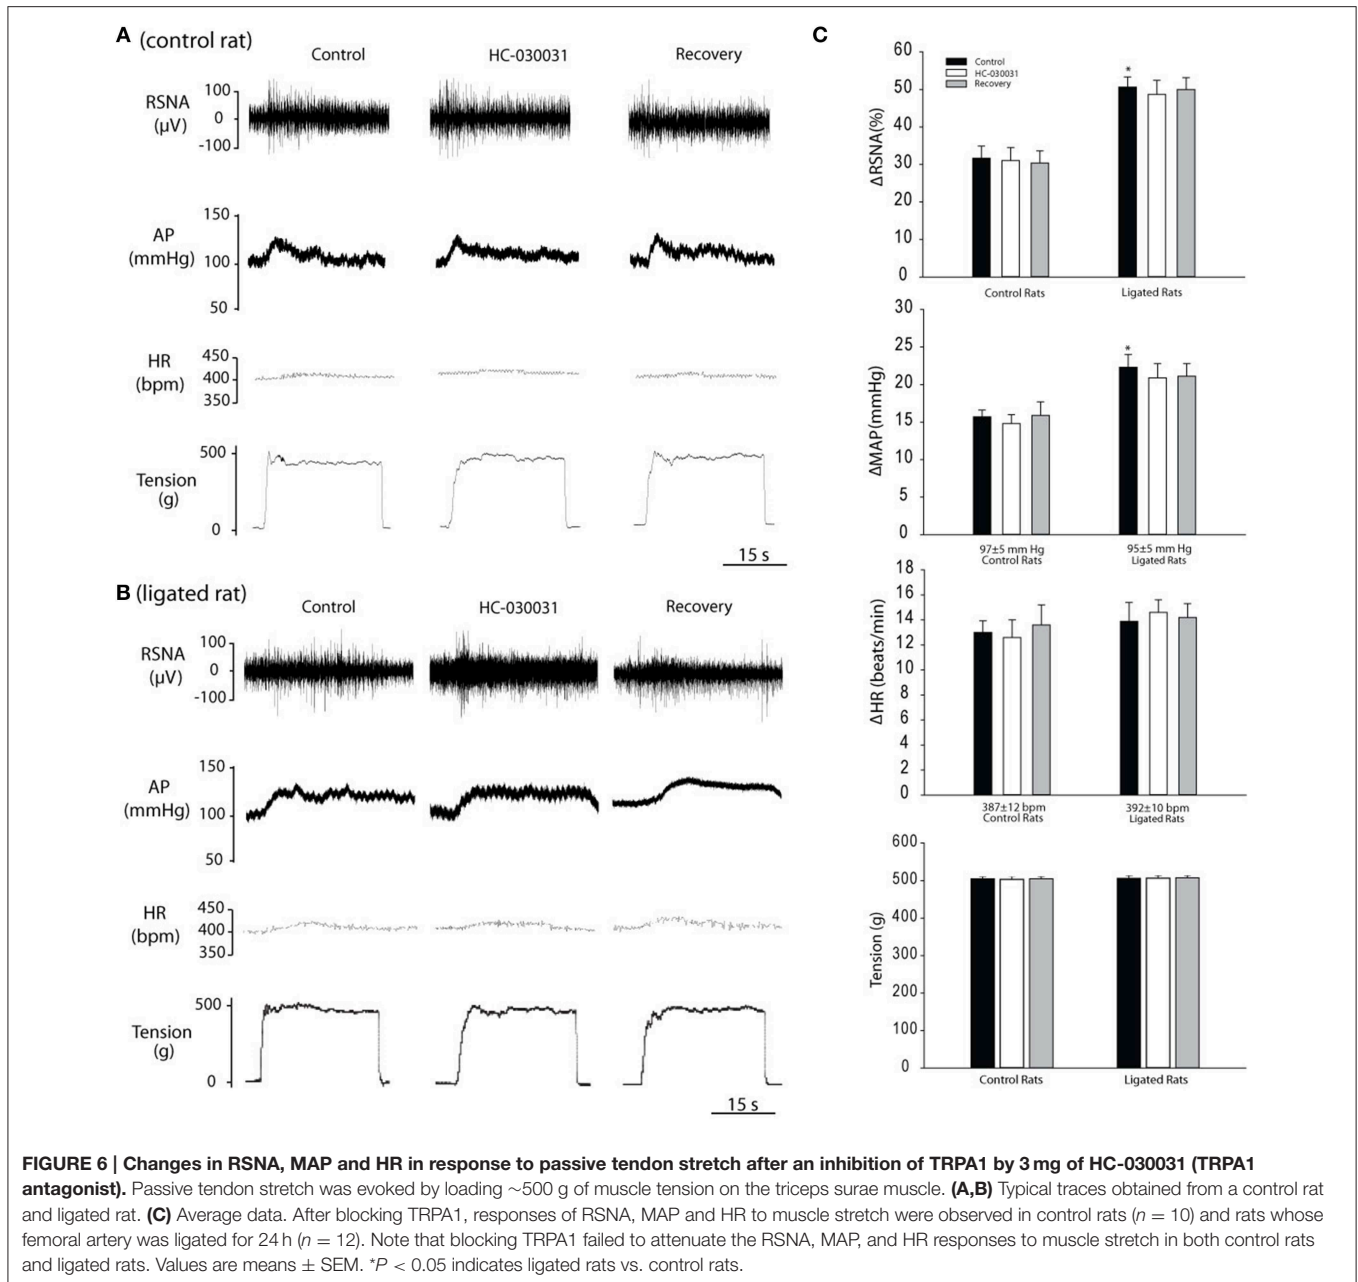 A (control rat)
Control HC-030031 Recovery
RSNA
(µV)
100
0
-100
AP
(mmHg)
150
100
50
HR
(bpm)
450
400
350
Tension
(g)
500
0
15 s
B (ligated rat)
Control HC-030031 Recovery
RSNA
(µV)
100
0
-100
AP
(mmHg)
150
100
50
HR
(bpm)
450
400
350
Tension
(g)
500
0
15 s
C
ΔRSNA(%)
60
50
40
30
20
10
0
Control
HC-030031
Recovery
*
Control Rats Ligated Rats
ΔMAP(mmHg)
30
25
20
15
10
5
0
*
97±5 mm Hg 95±5 mm Hg
Control Rats Ligated Rats
ΔHR (beats/min)
18
16
14
12
10
8
6
4
2
0
387±12 bpm 392±10 bpm
Control Rats Ligated Rats
Tension (g)
600
500
400
300
200
100
0
Control Rats Ligated Rats
FIGURE 6 | Changes in RSNA, MAP and HR in response to passive tendon stretch after an inhibition of TRPA1 by 3 mg of HC-030031 (TRPA1
antagonist). Passive tendon stretch was evoked by loading ~500 g of muscle tension on the triceps surae muscle. (A,B) Typical traces obtained from a control rat
and ligated rat. (C) Average data. After blocking TRPA1, responses of RSNA, MAP and HR to muscle stretch were observed in control rats (n = 10) and rats whose
femoral artery was ligated for 24 h (n = 12). Note that blocking TRPA1 failed to attenuate the RSNA, MAP, and HR responses to muscle stretch in both control rats
and ligated rats. Values are means ± SEM. *P < 0.05 indicates ligated rats vs. control rats.